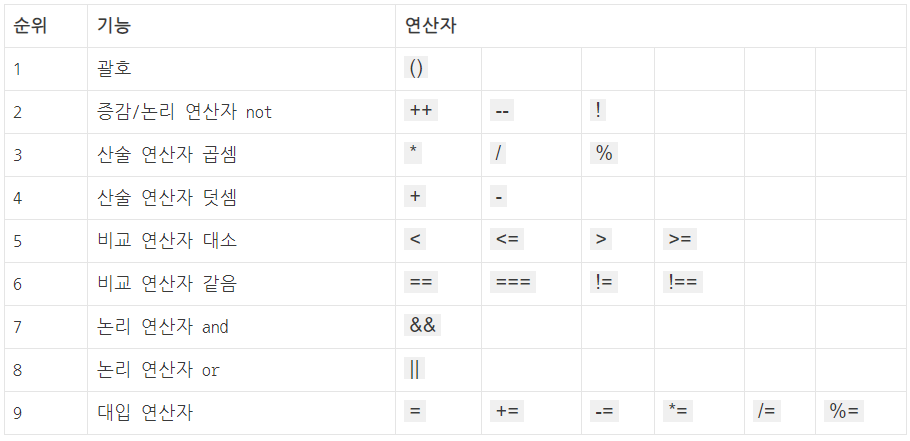 순위 기능 연산자
1 괄호 ()
2 증감/논리 연산자 not ++ -- !
3 산술 연산자 곱셈 * / %
4 산술 연산자 덧셈 + -
5 비교 연산자 대소 < <= > >=
6 비교 연산자 같음 == === != !==
7 논리 연산자 and &&
8 논리 연산자 or ||
9 대입 연산자 = += -= *= /= %=